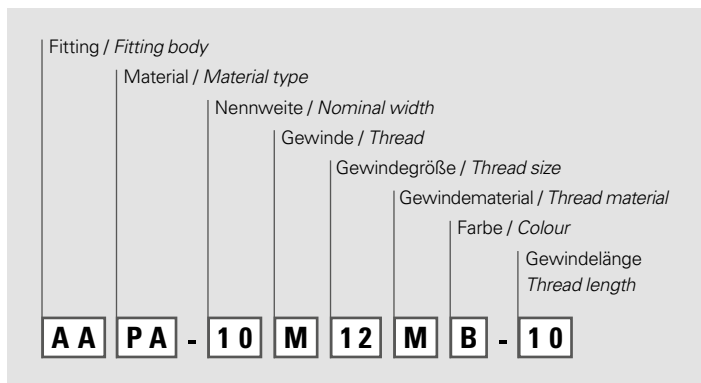 Fitting / Fitting body
Material / Material type
Nennweite / Nominal width
Gewinde / Thread
Gewindegröße / Thread size
Gewindematerial / Thread material
Farbe / Colour
Gewindelänge
Thread length
AA PA - 10 M 12 M B - 10